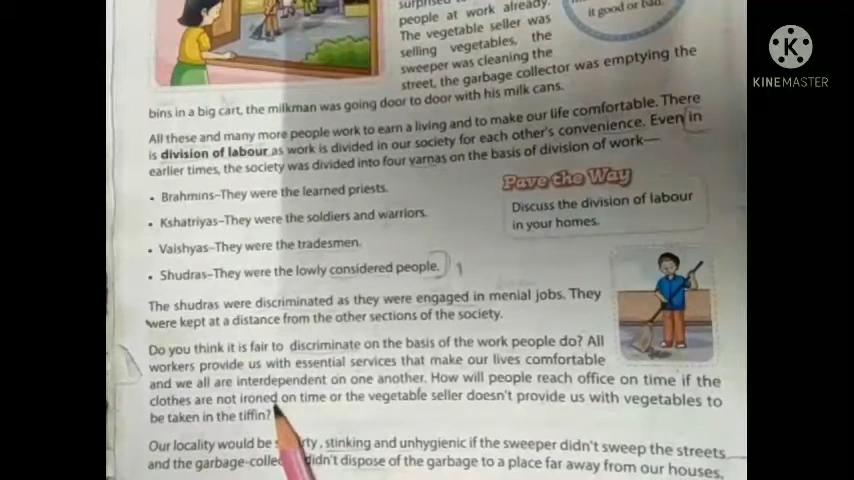 surprised
it good or bad.
people at work already.
The vegetable seller was
selling vegetables, the
sweeper was cleaning the
street, the garbage collector was emptying the
bins in a big cart, the milkman was going door to door with his milk cans.
All these and many more people work to earn a living and to make our life comfortable. There
is division of labour as work is divided in our society for each other's convenience. Even in
earlier times, the society was divided into four varnas on the basis of division of work—
• Brahmins–They were the learned priests.
• Kshatriyas–They were the soldiers and warriors.
• Vaishyas–They were the tradesmen.
• Shudras–They were the lowly considered people.
Pave the Way
Discuss the division of labour
in your homes.
The shudras were discriminated as they were engaged in menial jobs. They
were kept at a distance from the other sections of the society.
Do you think it is fair to discriminate on the basis of the work people do? All
workers provide us with essential services that make our lives comfortable
and we all are interdependent on one another. How will people reach office on time if the
clothes are not ironed on time or the vegetable seller doesn't provide us with vegetables to
be taken in the tiffin?
Our locality would be stinking and unhygienic if the sweeper didn't sweep the streets
and the garbage-collec didn't dispose of the garbage to a place far away from our houses.
KINEMASTER